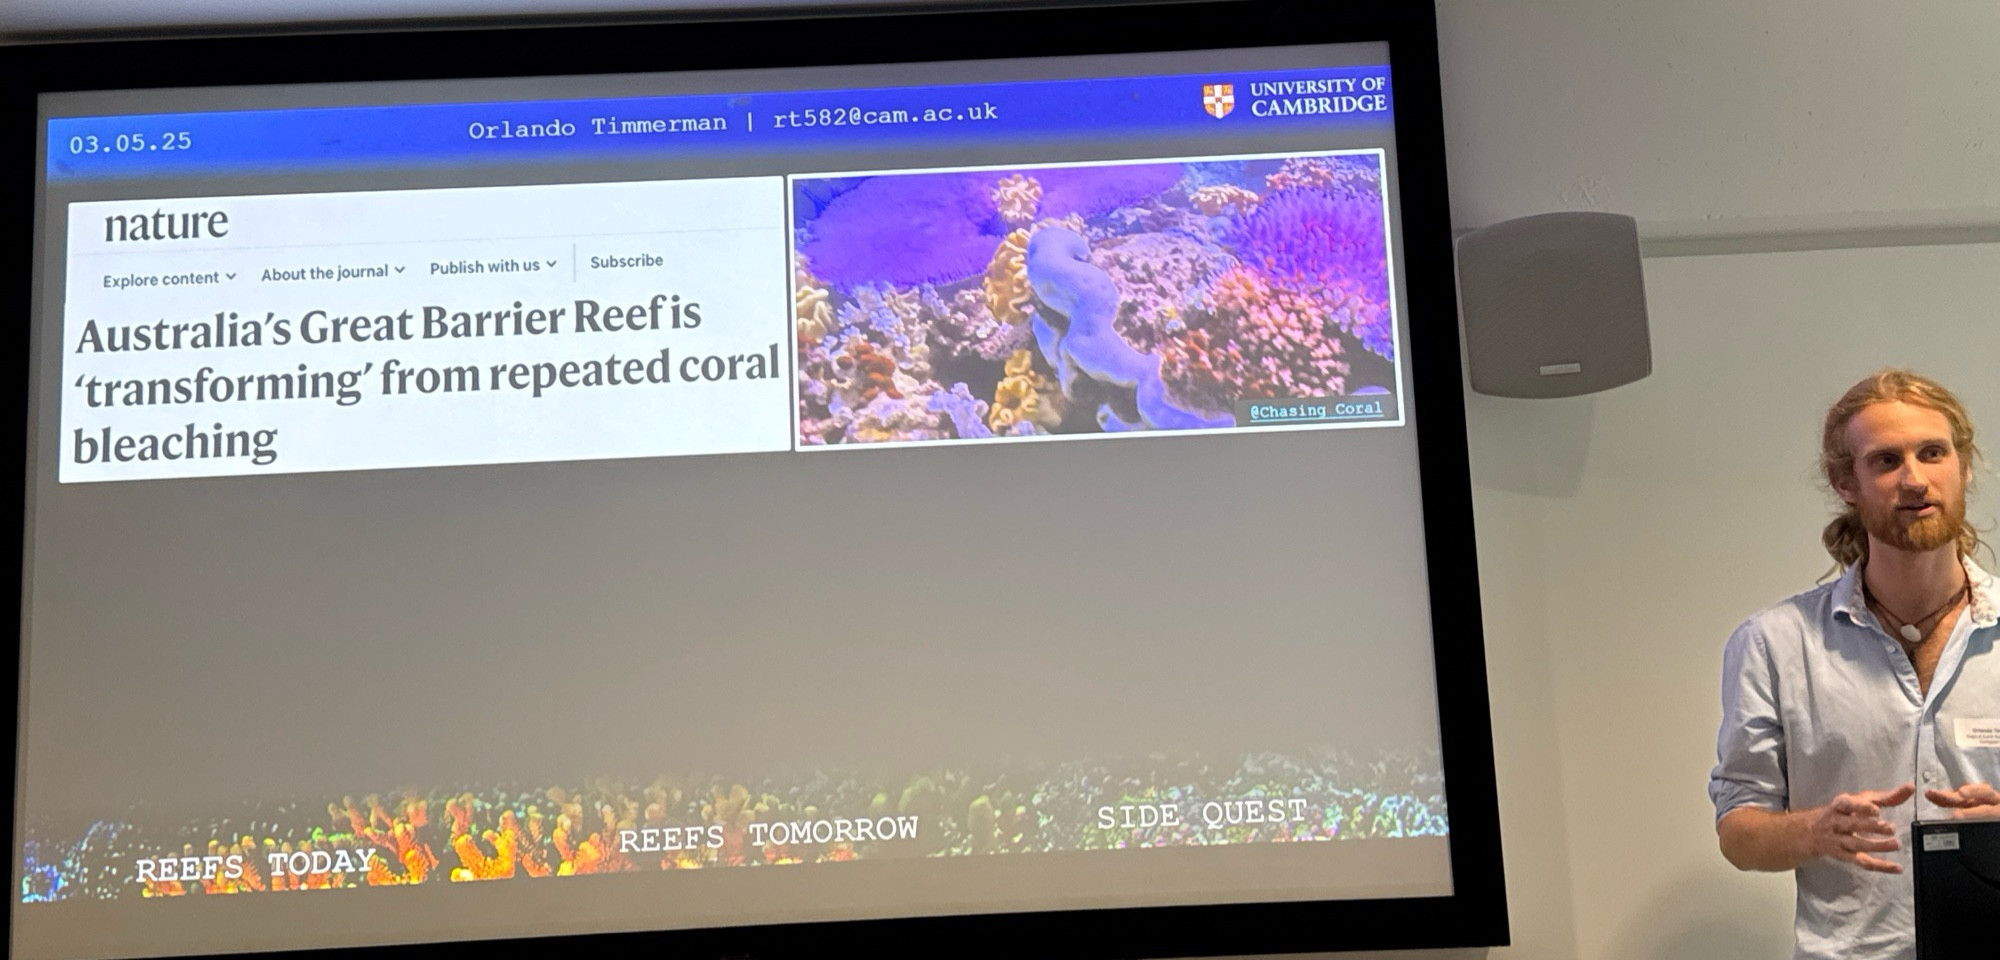 03.05.25
Orlando Timmerman | rt582@cam.ac.uk
UNIVERSITY OF
CAMBRIDGE
nature
Explore content
About the journal
Publish with us
Subscribe
Australia's Great Barrier Reef is
'transforming' from repeated coral
bleaching
@Chasing Coral
REEFS TODAY
REEFS TOMORROW
SIDE QUEST